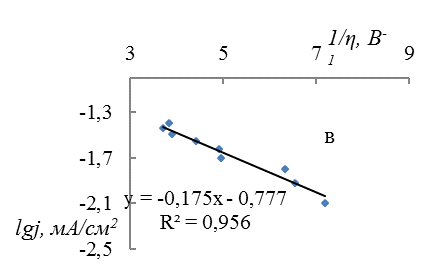 1/η, В-
1
3 5 7 9
-1,3
-1,7
-2,1
-2,5
в
y = -0,175x - 0,777
R² = 0,956
lgj, мА/см²